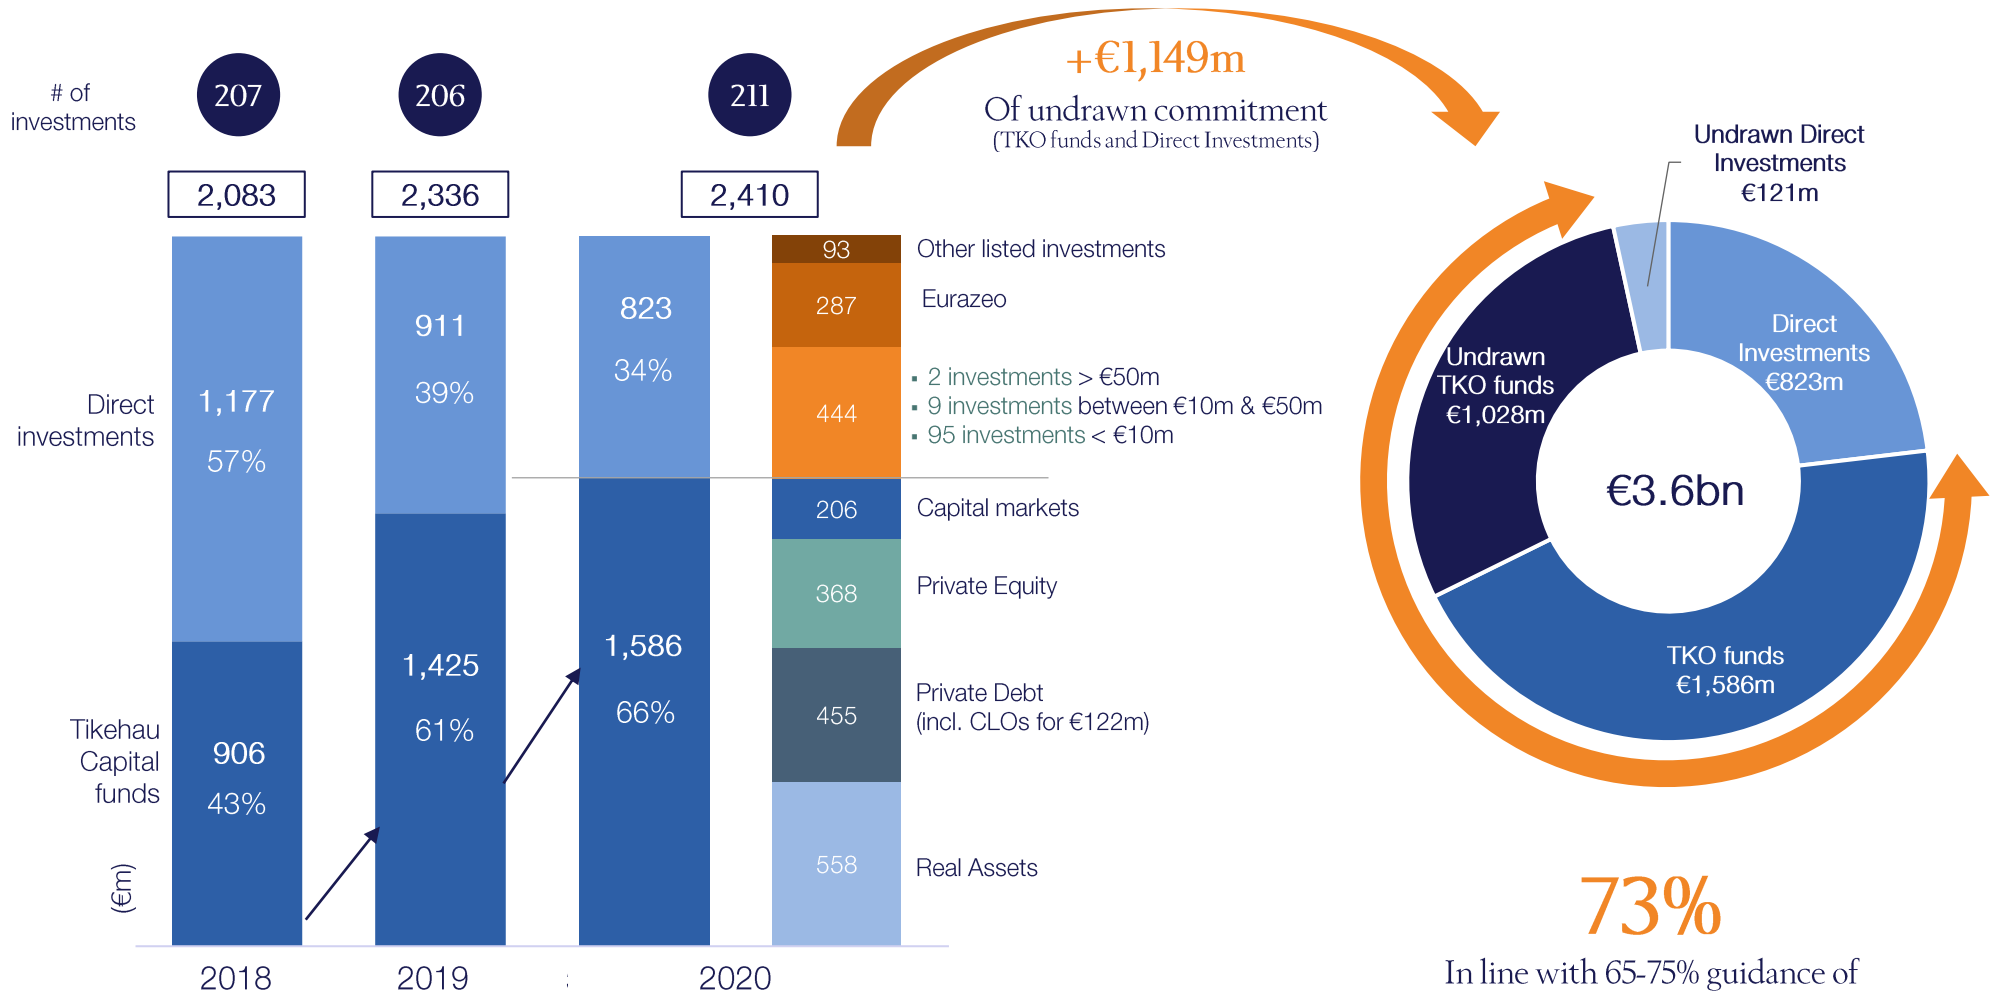 # of
investments
207
206
211
2,083
2,336
2,410
+€1,149m
Of undrawn commitment
(TKO funds and Direct Investments)
Direct
investments
Tikehau
Capital
funds
(€m)
1,177
57%
906
43%
911
39%
1,425
61%
823
34%
1,586
66%
93
287
444
206
368
455
558
Other listed investments
Eurazeo
▪ 2 investments > €50m
▪ 9 investments between €10m & €50m
▪ 95 investments < €10m
Capital markets
Private Equity
Private Debt
(incl. CLOs for €122m)
Real Assets
2018
2019
2020
Undrawn Direct
Investments
€121m
Direct
Investments
€823m
Undrawn
TKO funds
€1,028m
€3.6bn
TKO funds
€1,586m
73%
In line with 65-75% guidance of